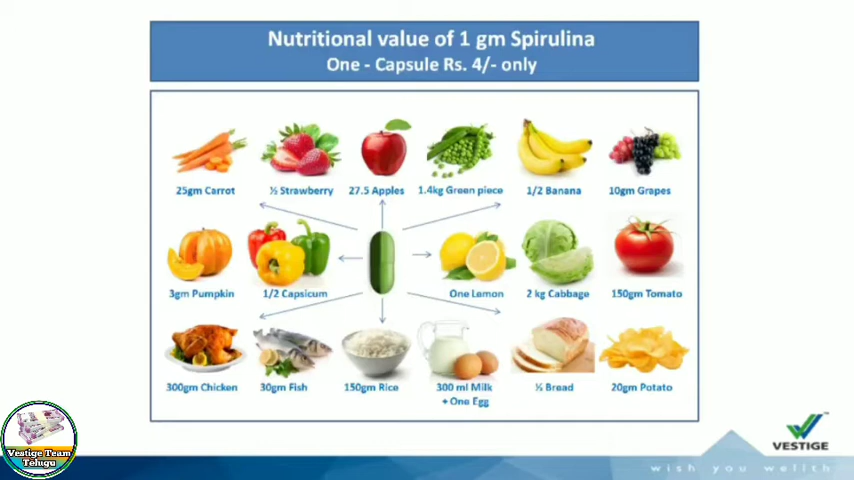 Nutritional value of 1 gm Spirulina
One - Capsule Rs. 4/- only
25gm Carrot
½ Strawberry
27.5 Apples
1.4kg Green piece
1/2 Banana
10gm Grapes
3gm Pumpkin
1/2 Capsicum
One Lemon
2 kg Cabbage
150gm Tomato
300gm Chicken
30gm Fish
150gm Rice
300 ml Milk
+ One Egg
½ Bread
20gm Potato
Vestige Team
Telugu
VESTIGE
wish you wellth